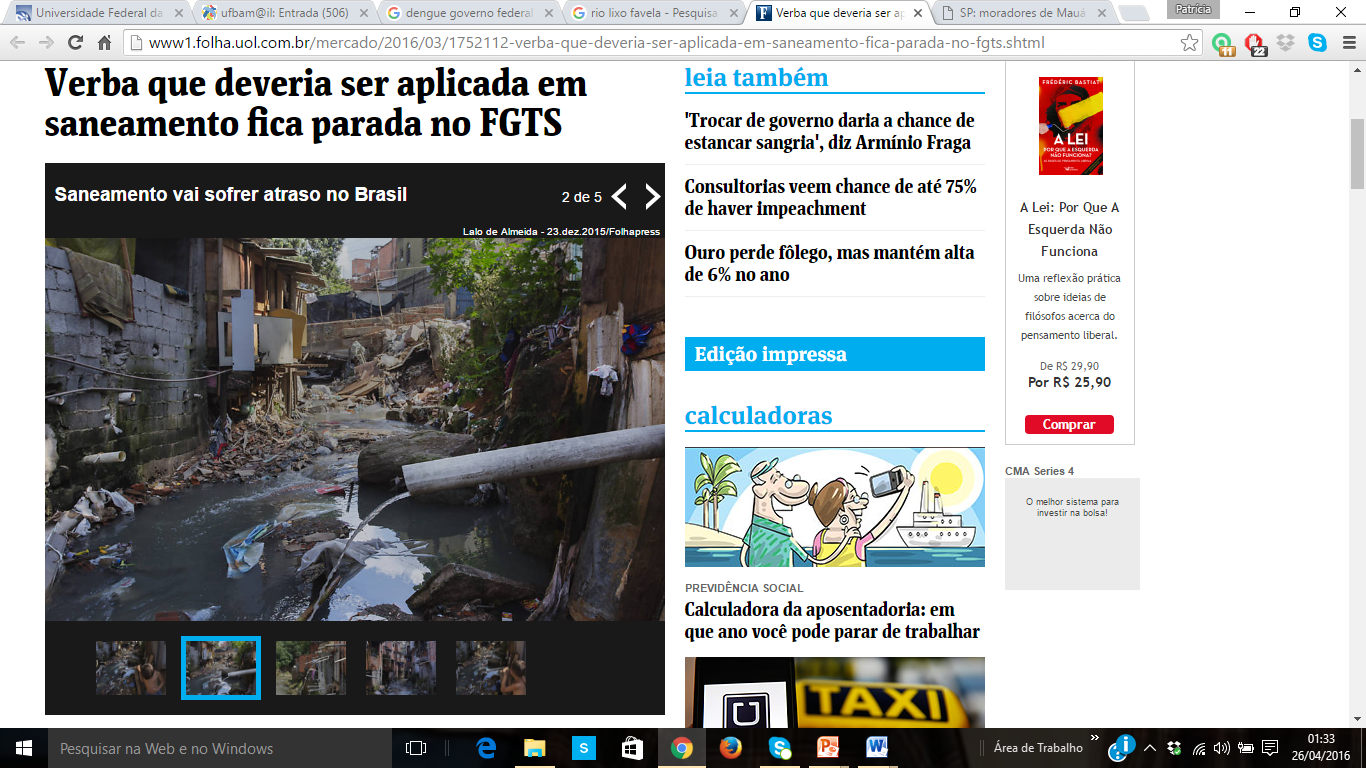 Universidade Federal da
ufbam@il: Entrada (506)
dengue governo federal
rio lixo favela - Pesquisa
Verba que deveria ser ap
SP: moradores de Mauá
Patrícia
www1.folha.uol.com.br/mercado/2016/03/1752112-verba-que-deveria-ser-aplicada-em-saneamento-fica-parada-no-fgts.shtml
11
22
Verba que deveria ser aplicada em
saneamento fica parada no FGTS
Saneamento vai sofrer atraso no Brasil
2 de 5
Lalo de Almeida - 23.dez.2015/Folhapress
leia também
'Trocar de governo daria a chance de
estancar sangria', diz Armínio Fraga
Consultorias veem chance de até 75%
de haver impeachment
Ouro perde fôlego, mas mantém alta
de 6% no ano
Edição impressa
calculadoras
PREVIDÊNCIA SOCIAL
Calculadora da aposentadoria: em
que ano você pode parar de trabalhar
TAXI
FRÉDÉRIC BASTIAT
A LEI
POR QUE A ESQUERDA
NÃO FUNCIONA?
A Lei: Por Que A
Esquerda Não
Funciona
Uma reflexão prática
sobre ideias de
filósofos acerca do
pensamento liberal.
De R$ 29,90
Por R$ 25,90
Comprar
CMA Series 4
O melhor sistema para
investir na bolsa!
Pesquisar na Web e no Windows
Área de Trabalho
01:33
26/04/2016